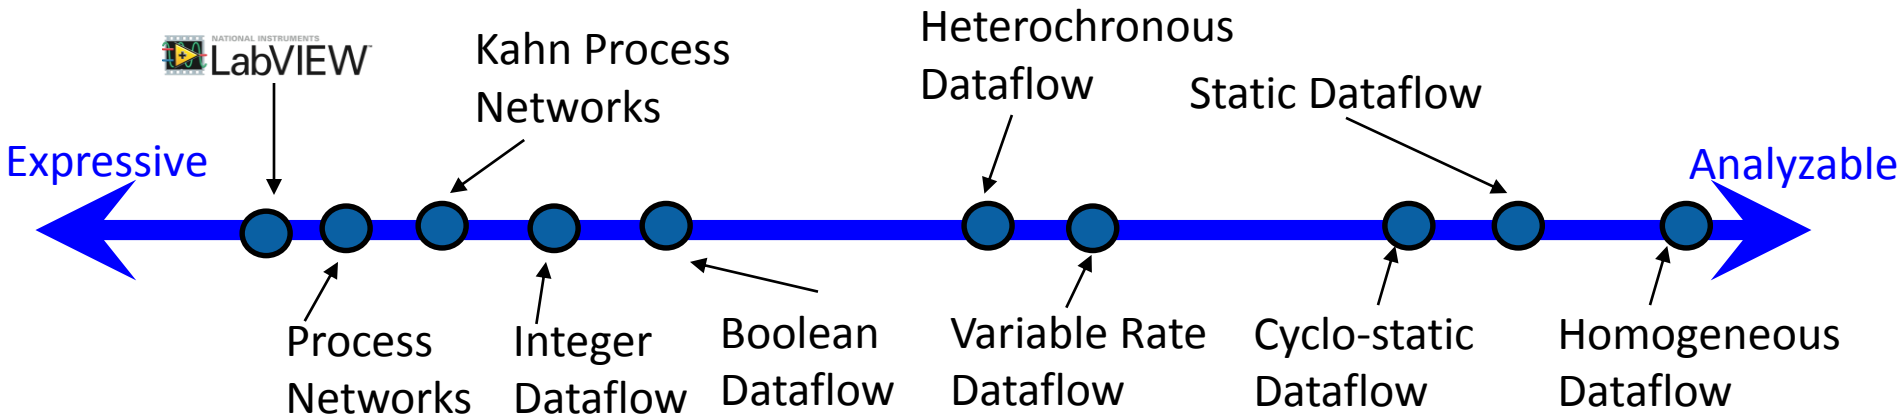 NATIONAL INSTRUMENTS
LabVIEW™
Kahn Process
Networks
Heterochronous
Dataflow
Static Dataflow
Expressive
Analyzable
Process
Networks
Integer
Dataflow
Boolean
Dataflow
Variable Rate
Dataflow
Cyclo-static
Dataflow
Homogeneous
Dataflow